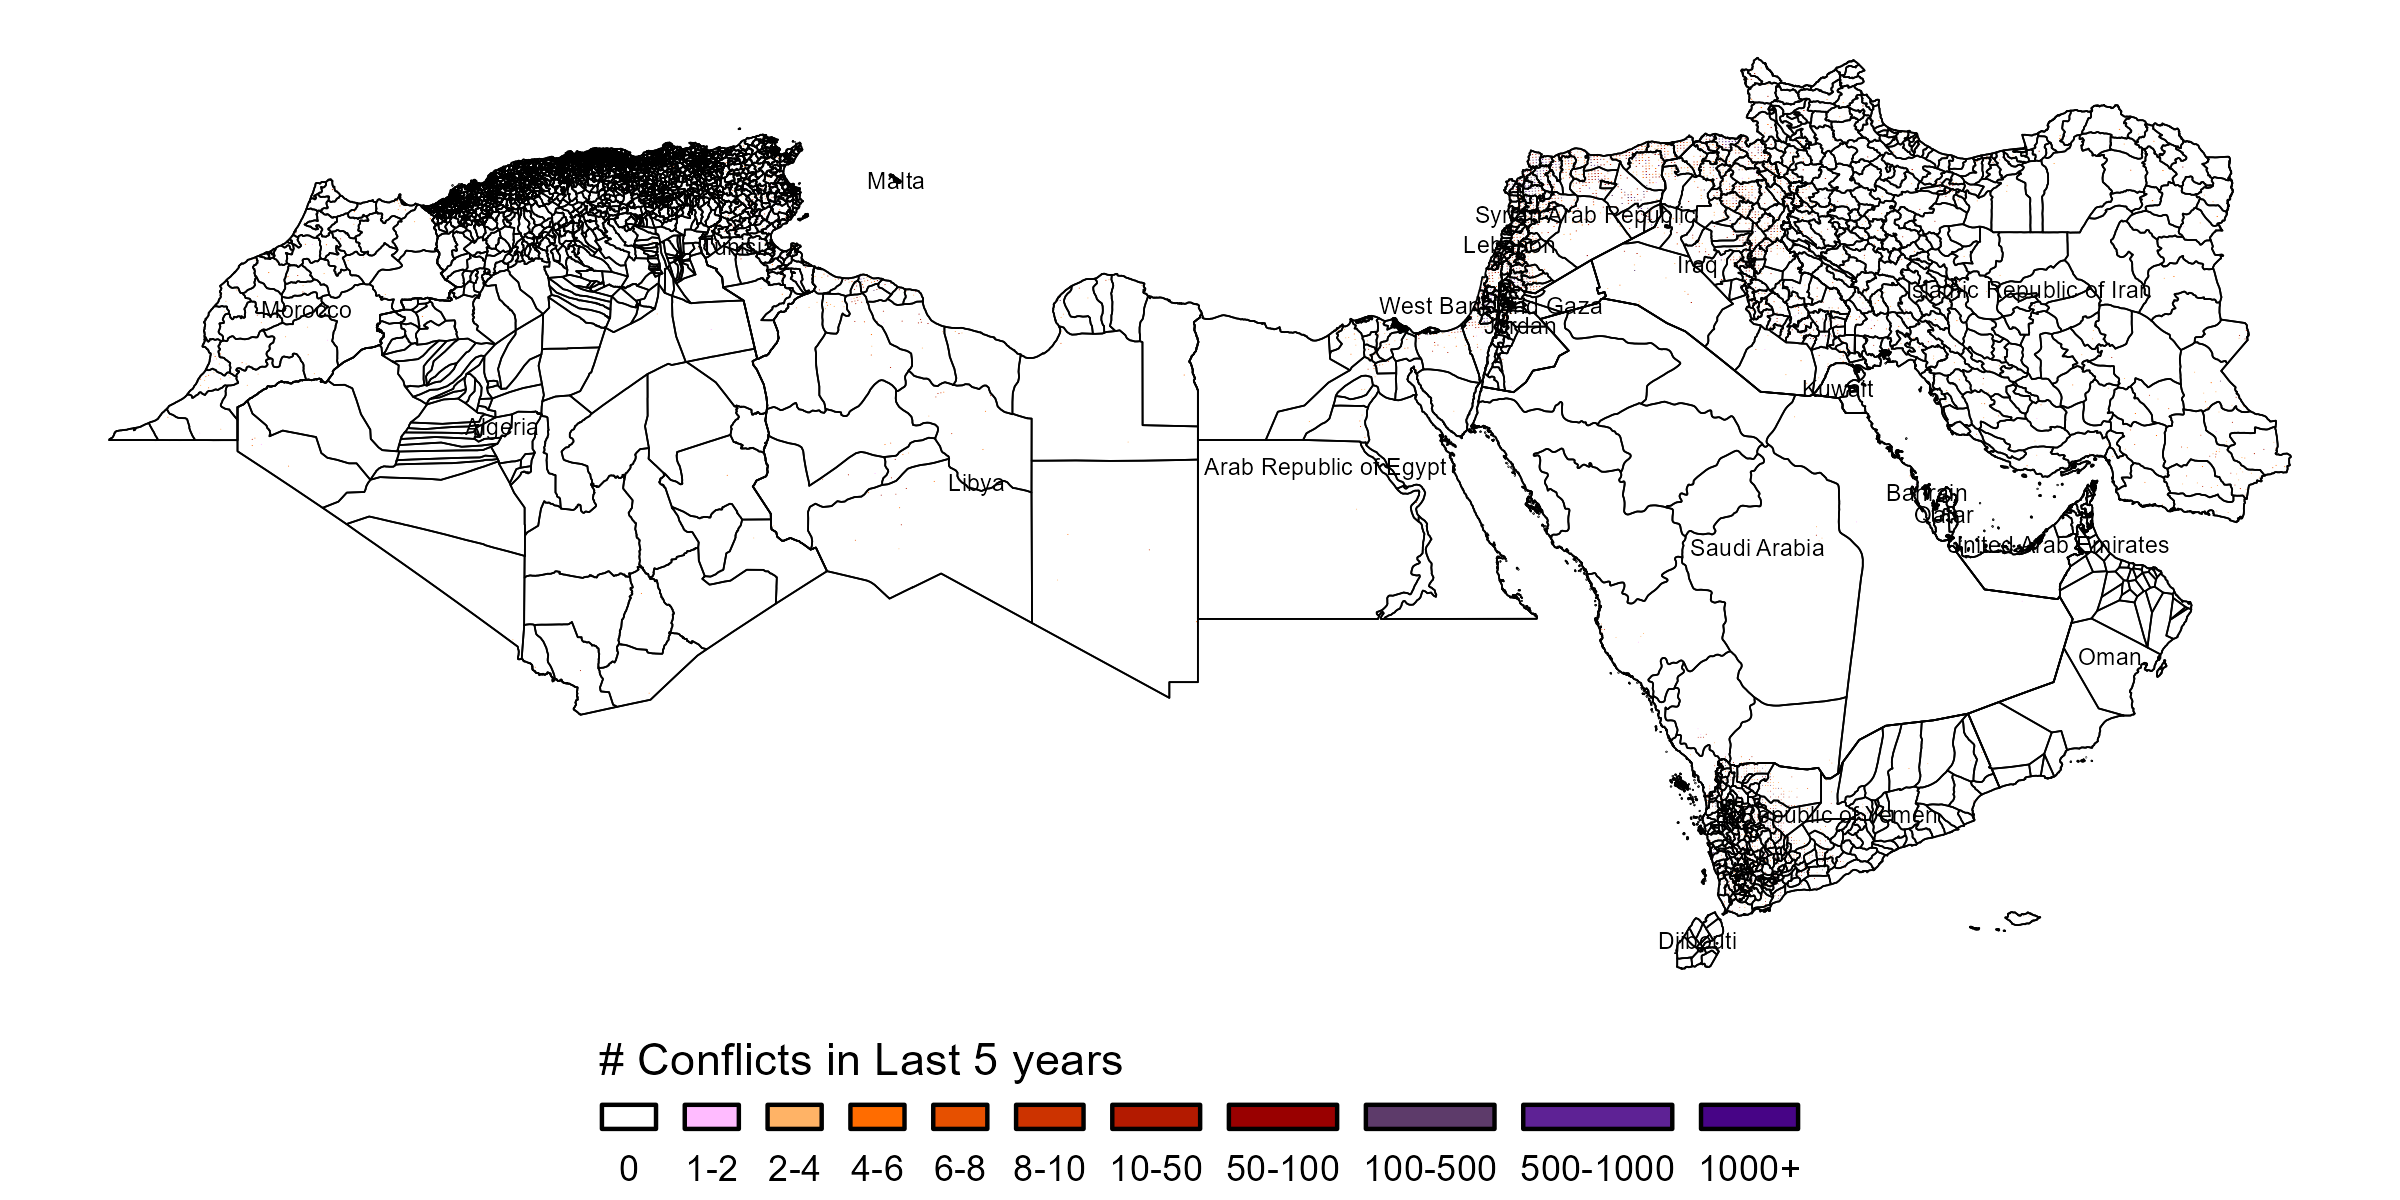 Malta
Syrian Arab Republic
Lebanon
Tunisia
Iraq
Islamic Republic of Iran
Morocco
West Bank and Gaza
Jordan
Kuwait
Algeria
Arab Republic of Egypt
Libya
Bahrain
Qatar
Saudi Arabia
United Arab Emirates
Oman
Republic of Yemen
Djibouti
# Conflicts in Last 5 years
0 1-2 2-4 4-6 6-8 8-10 10-50 50-100 100-500 500-1000 1000+